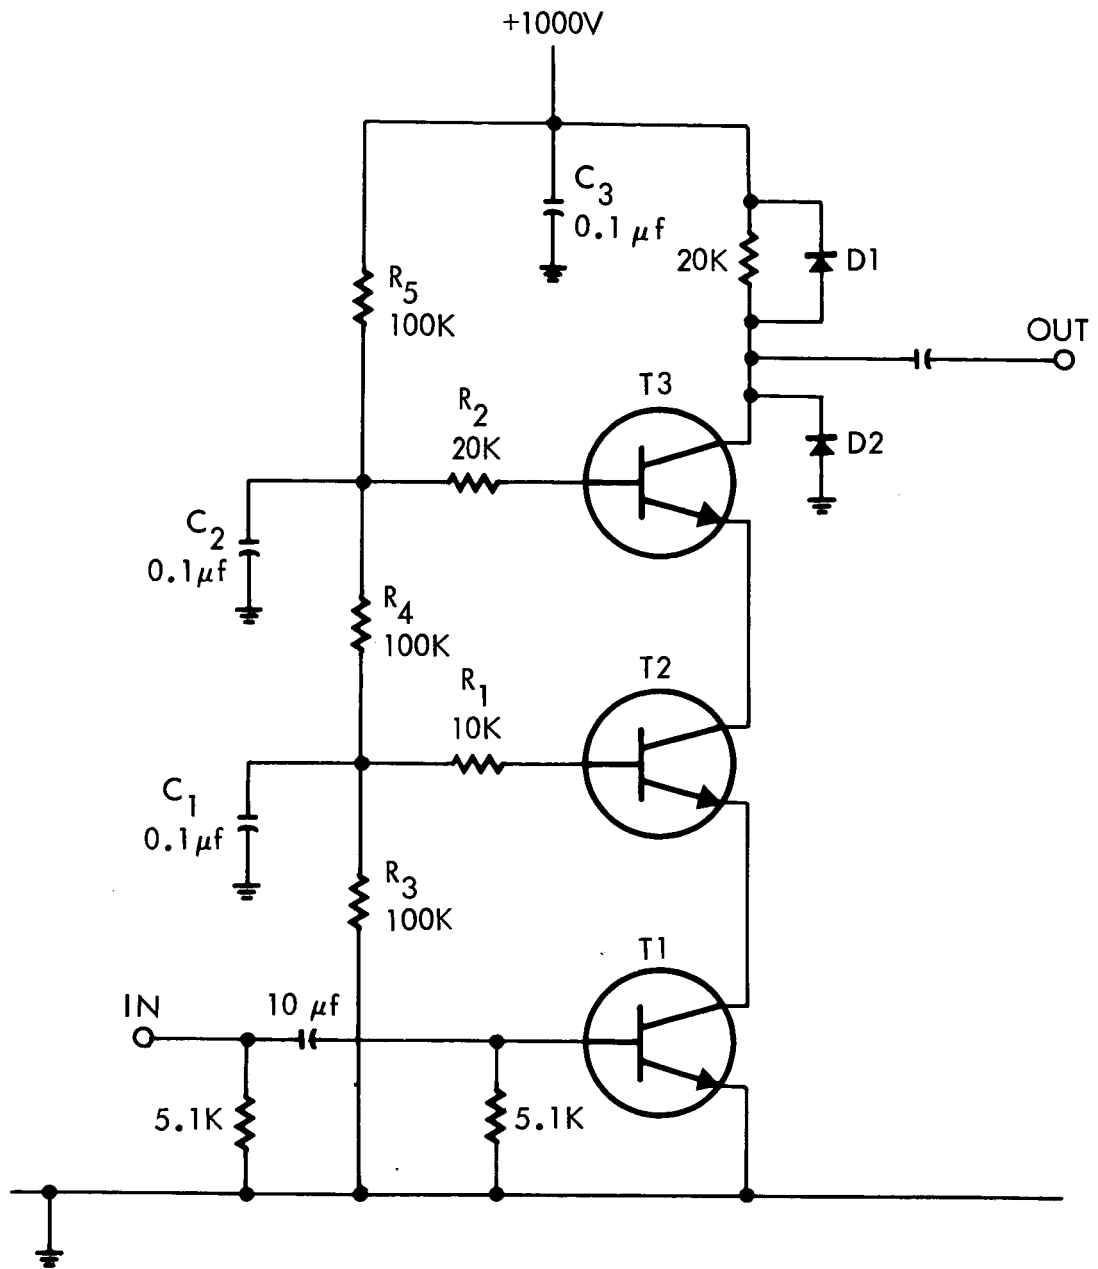 +1000V
C3
0.1 μf
20K
D1
R5
100K
OUT
T3
R2
20K
D2
C2
0.1μf
R4
100K
T2
R1
10K
C1
0.1μf
R3
100K
T1
IN
10 μf
5.1K
5.1K